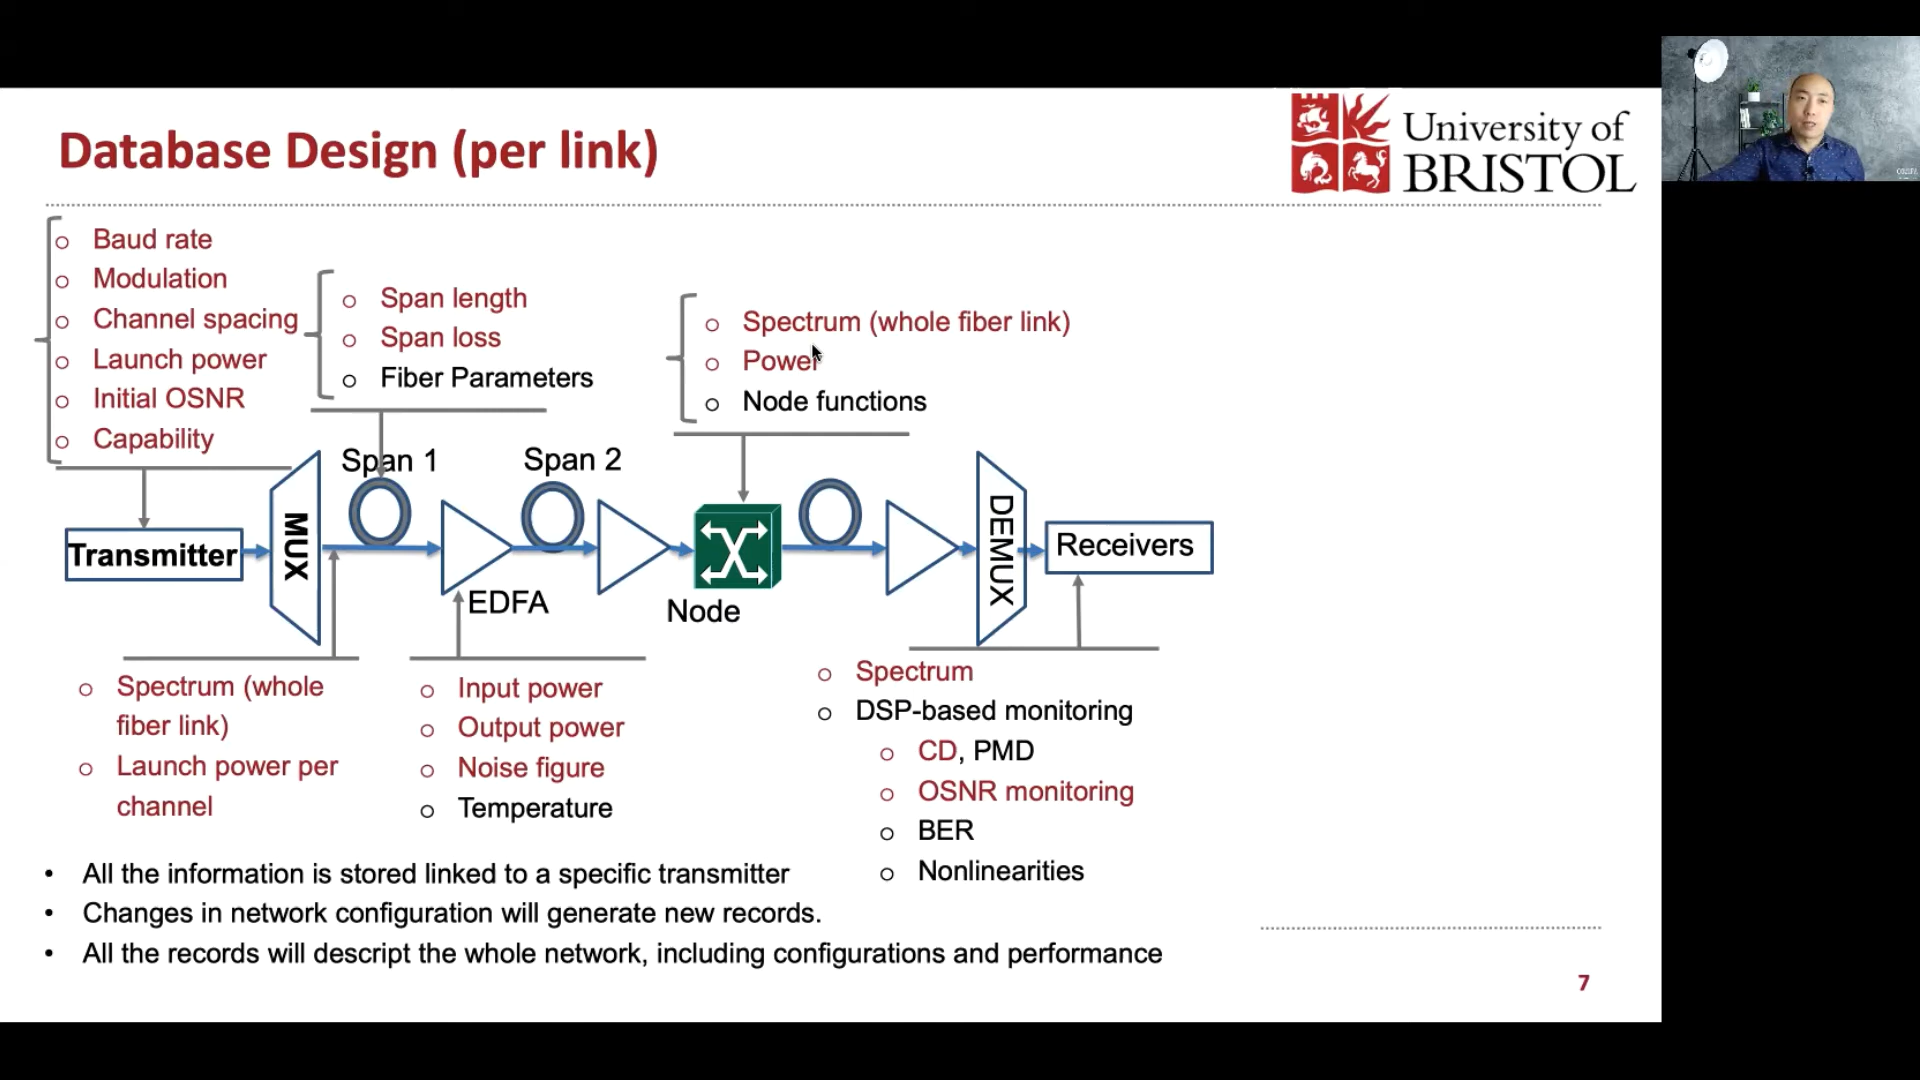 Database Design (per link)
University of
BRISTOL
Baud rate
Modulation
Channel spacing
Launch power
Initial OSNR
Capability
Span length
Span loss
Fiber Parameters
Spectrum (whole fiber link)
Power
Node functions
Span 1
Span 2
Transmitter
MUX
EDFA
Node
DEMUX
Receivers
Spectrum (whole
fiber link)
Launch power per
channel
Input power
Output power
Noise figure
Temperature
Spectrum
DSP-based monitoring
CD, PMD
OSNR monitoring
BER
Nonlinearities
• All the information is stored linked to a specific transmitter
• Changes in network configuration will generate new records.
• All the records will descript the whole network, including configurations and performance
7